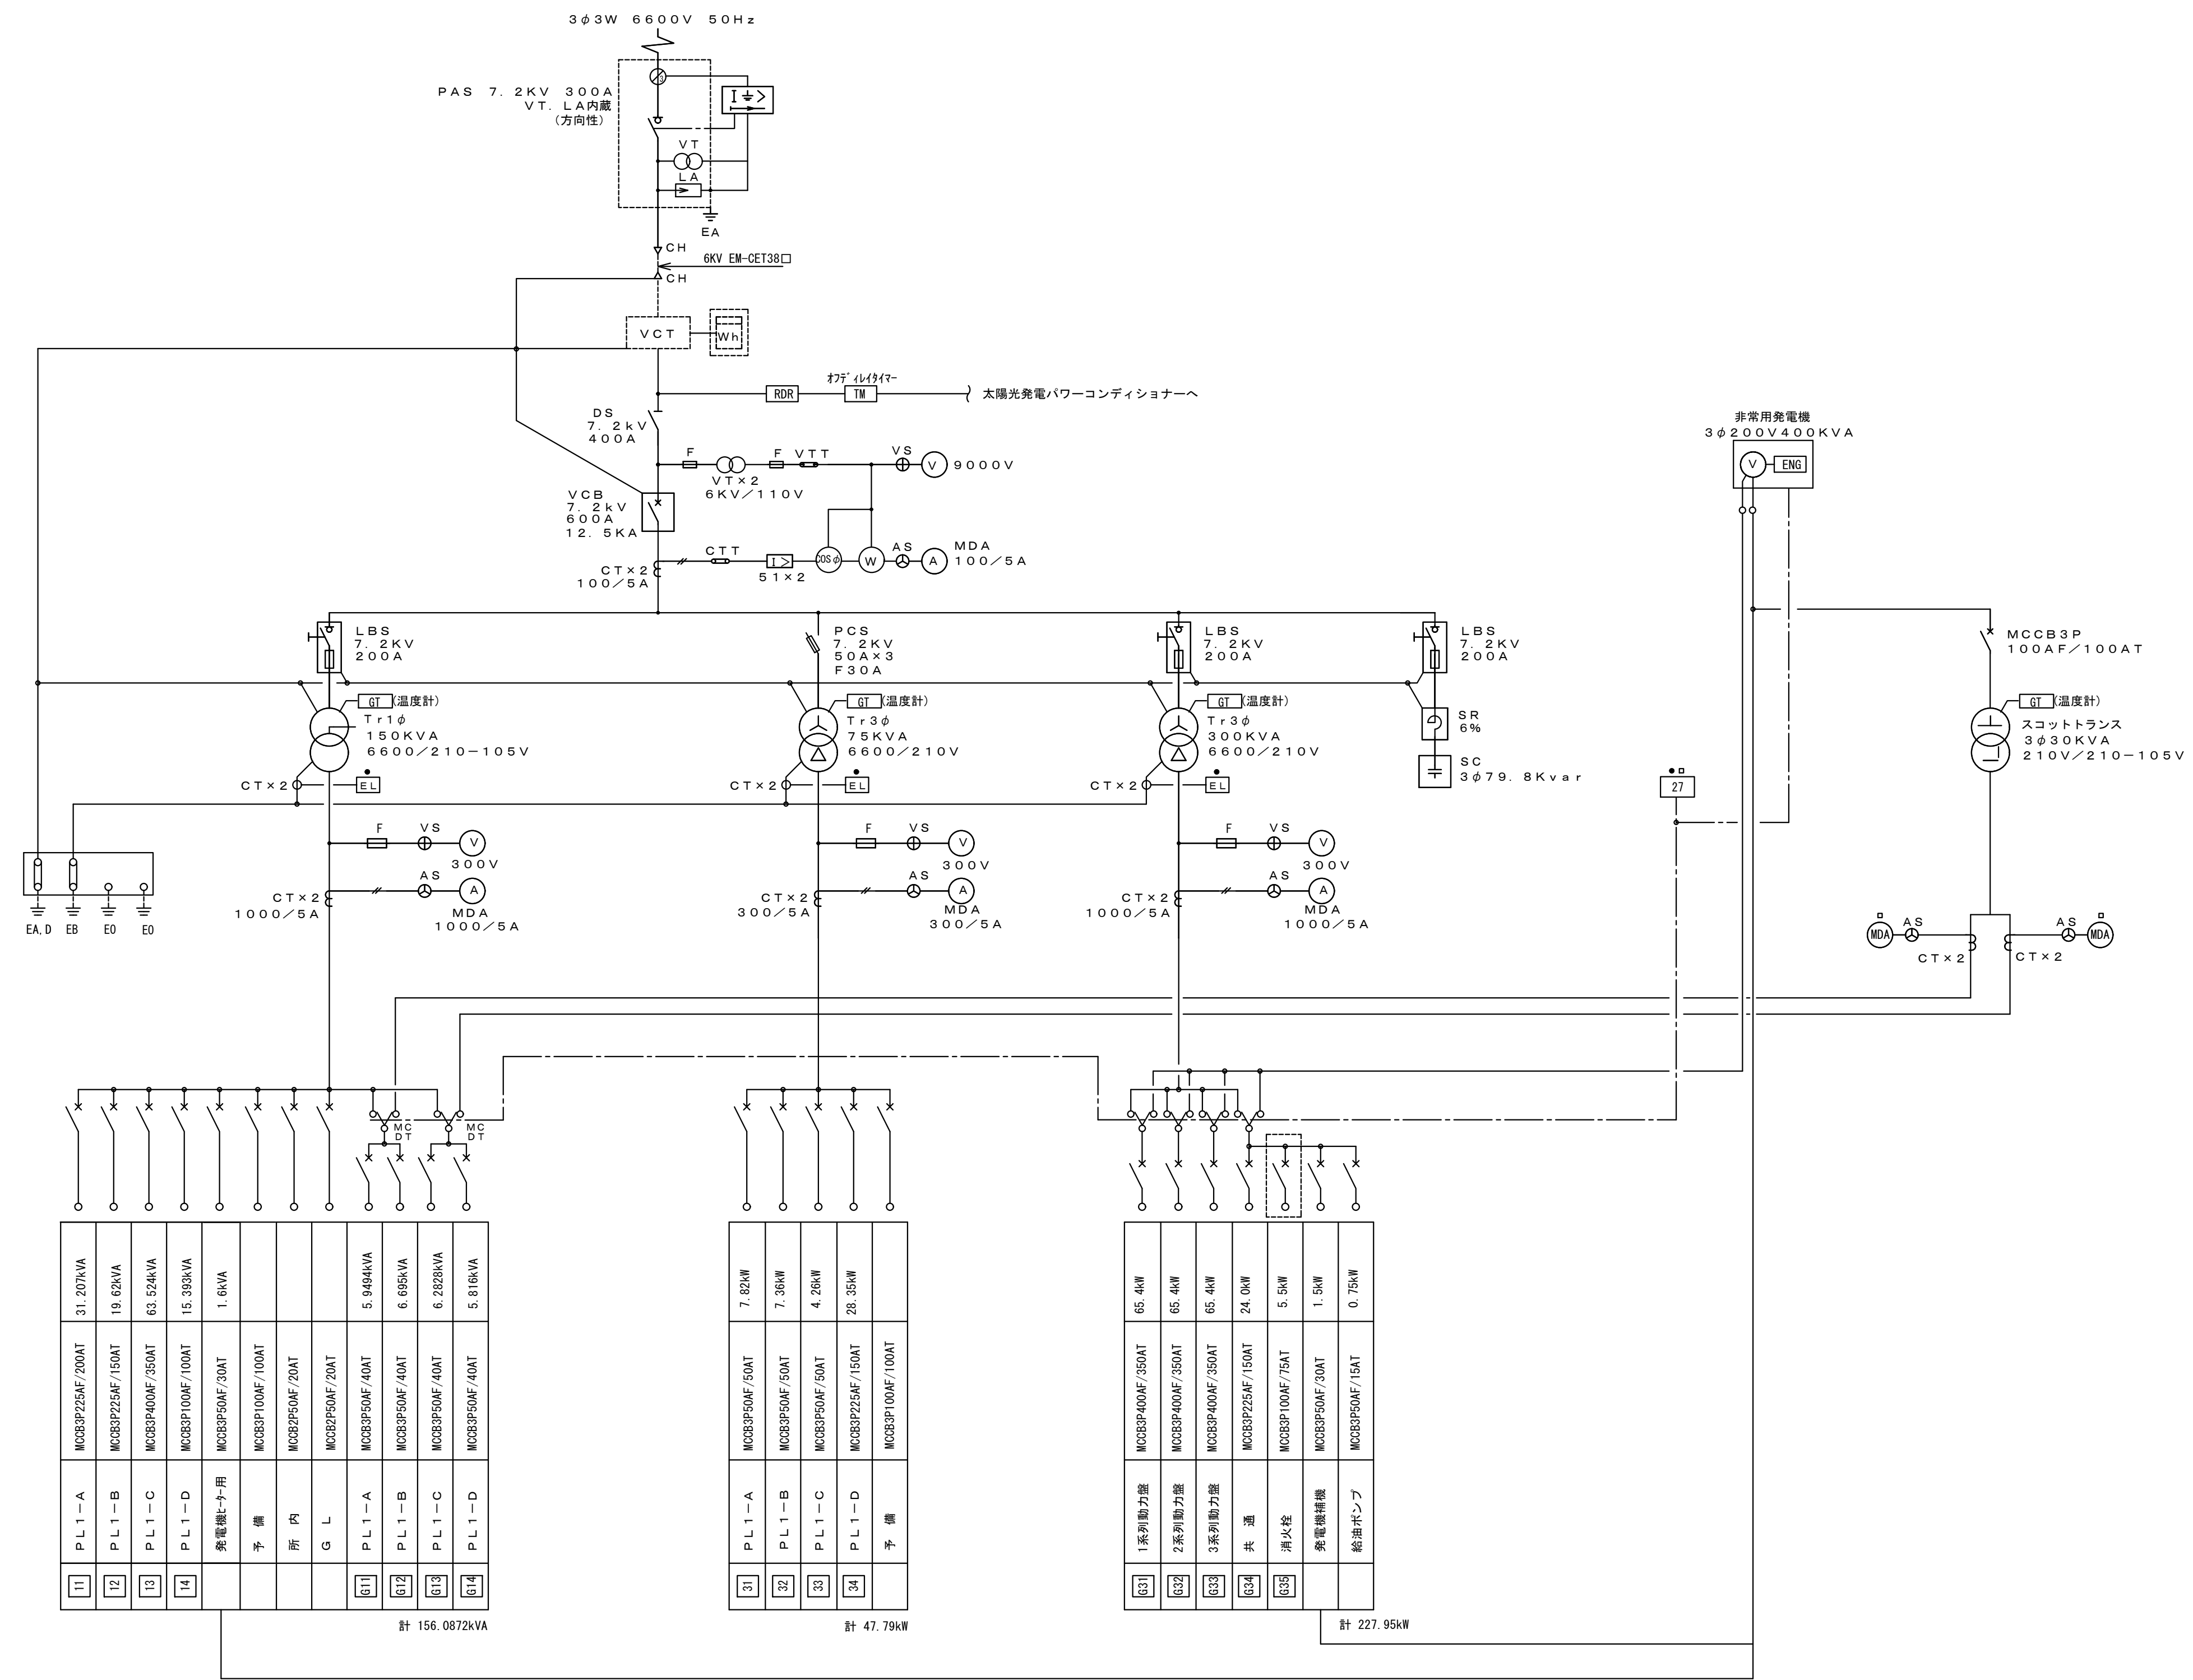 ３φ３Ｗ ６６００Ｖ ５０Ｈｚ
3
ＰＡＳ ７．２ＫＶ ３００Ａ
ＶＴ．ＬＡ内蔵
（方向性）
I >
ＶＴ
ＬＡ
ＥＡ
ＣＨ
6KV EM-CET38□
ＣＨ
ＶＣＴ
Wh
RDR
ｵﾌﾃﾞｨﾚｲﾀｲﾏｰ
TM
太陽光発電パワーコンディショナーへ
ＤＳ
７．２ｋＶ
４００Ａ
Ｆ
Ｆ
ＶＴＴ
ＶＳ
Ｖ
９０００Ｖ
ＶＴ×２
６ＫＶ／１１０Ｖ
ＶＣＢ
７．２ｋＶ
６００Ａ
１２．５ＫＡ
ＣＴ×２
１００／５Ａ
ＣＴＴ
I >
５１×２
COSφ
Ｗ
ＡＳ
Ａ
ＭＤＡ
１００／５Ａ
非常用発電機
３φ２００Ｖ４００ＫＶＡ
Ｖ
ENG
ＬＢＳ
７．２ＫＶ
２００Ａ
ＰＣＳ
７．２ＫＶ
５０Ａ×３
Ｆ３０Ａ
ＬＢＳ
７．２ＫＶ
２００Ａ
ＬＢＳ
７．２ＫＶ
２００Ａ
ＭＣＣＢ３Ｐ
１００ＡＦ／１００ＡＴ
GT (温度計)
Ｔｒ１φ
１５０ＫＶＡ
６６００／２１０－１０５Ｖ
ＣＴ×２
ＥＬ
GT (温度計)
Ｔｒ３φ
７５ＫＶＡ
６６００／２１０Ｖ
ＣＴ×２
ＥＬ
GT (温度計)
Ｔｒ３φ
３００ＫＶＡ
６６００／２１０Ｖ
ＣＴ×２
ＥＬ
ＳＲ
６％
ＳＣ
３φ７９．８Ｋｖａｒ
27
GT (温度計)
スコットトランス
３φ３０ＫＶＡ
２１０Ｖ／２１０－１０５Ｖ
Ｆ
ＶＳ
Ｖ
３００Ｖ
ＣＴ×２
１０００／５Ａ
ＡＳ
Ａ
ＭＤＡ
１０００／５Ａ
Ｆ
ＶＳ
Ｖ
３００Ｖ
ＣＴ×２
３００／５Ａ
ＡＳ
Ａ
ＭＤＡ
３００／５Ａ
Ｆ
ＶＳ
Ｖ
３００Ｖ
ＣＴ×２
１０００／５Ａ
ＡＳ
Ａ
ＭＤＡ
１０００／５Ａ
EA,D
EB
E0
E0
MDA
ＡＳ
ＣＴ×２
ＡＳ
MDA
ＣＴ×２
ＭＣ
ＤＴ
ＭＣ
ＤＴ
31.207kVA
MCCB3P225AF/200AT
ＰＬ１－Ａ
11
19.62kVA
MCCB3P225AF/150AT
ＰＬ１－Ｂ
12
63.524kVA
MCCB3P400AF/350AT
ＰＬ１－Ｃ
13
15.393kVA
MCCB3P100AF/100AT
ＰＬ１－Ｄ
14
1.6kVA
MCCB3P50AF/30AT
発電機ﾋｰﾀｰ用
MCCB3P100AF/100AT
予 備
MCCB2P50AF/20AT
所 内
MCCB2P50AF/20AT
Ｇ Ｌ
5.9494kVA
MCCB3P50AF/40AT
ＰＬ１－Ａ
G11
6.695kVA
MCCB3P50AF/40AT
ＰＬ１－Ｂ
G12
6.2828kVA
MCCB3P50AF/40AT
ＰＬ１－Ｃ
G13
5.816kVA
MCCB3P50AF/40AT
ＰＬ１－Ｄ
G14
計 156.0872kVA
7.82kW
MCCB3P50AF/50AT
ＰＬ１－Ａ
31
7.36kW
MCCB3P50AF/50AT
ＰＬ１－Ｂ
32
4.26kW
MCCB3P50AF/50AT
ＰＬ１－Ｃ
33
28.35kW
MCCB3P225AF/150AT
ＰＬ１－Ｄ
34
MCCB3P100AF/100AT
予 備
計 47.79kW
65.4kW
MCCB3P400AF/350AT
1系列動力盤
G31
65.4kW
MCCB3P400AF/350AT
2系列動力盤
G32
65.4kW
MCCB3P400AF/350AT
3系列動力盤
G33
24.0kW
MCCB3P225AF/150AT
共 通
G34
5.5kW
MCCB3P100AF/75AT
消火栓
G35
1.5kW
MCCB3P50AF/30AT
発電機補機
0.75kW
MCCB3P50AF/15AT
給油ポンプ
計 227.95kW